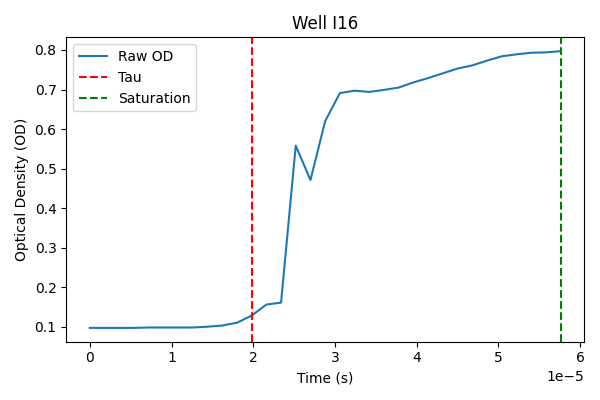 Well I16
Raw OD
Tau
Saturation
Optical Density (OD)
0.8
0.7
0.6
0.5
0.4
0.3
0.2
0.1
0 1 2 3 4 5 6
1e−5
Time (s)